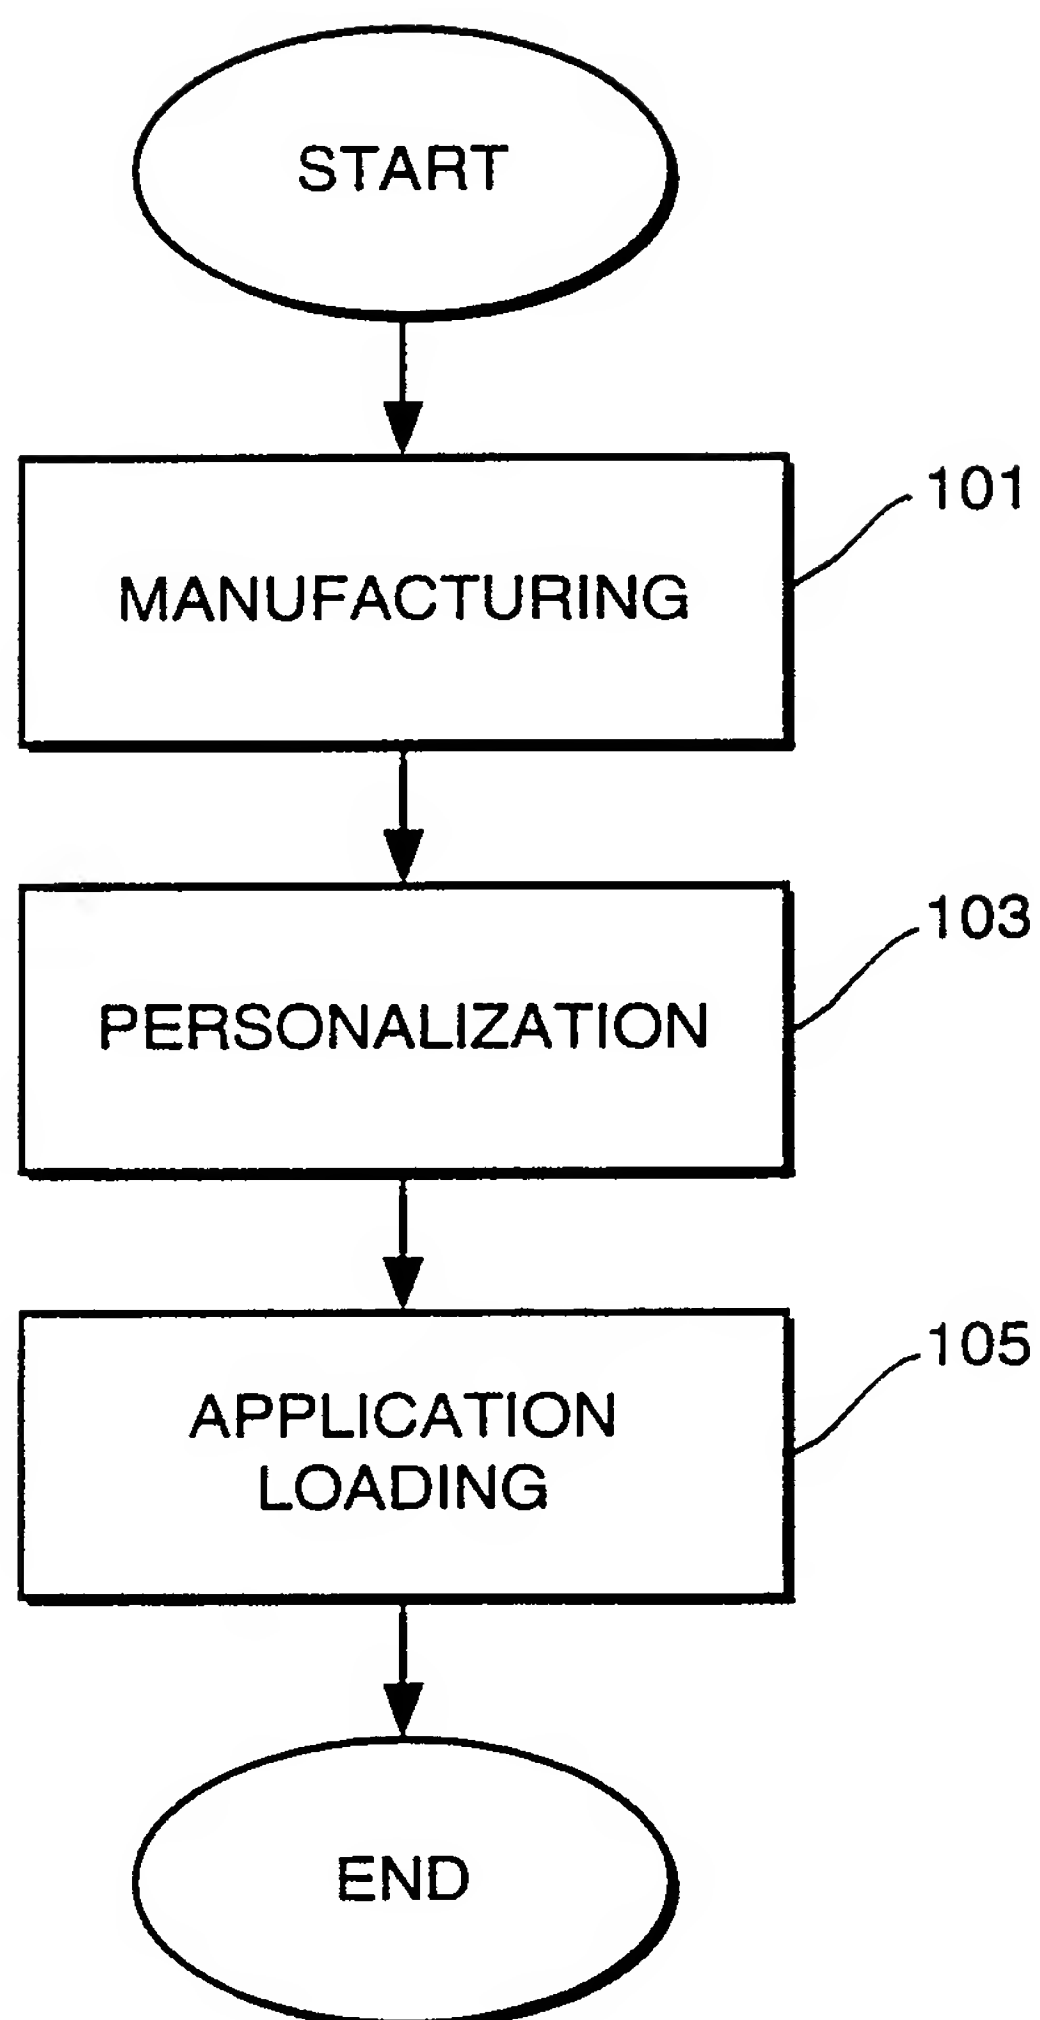 START
101
MANUFACTURING
103
PERSONALIZATION
105
APPLICATION
LOADING
END